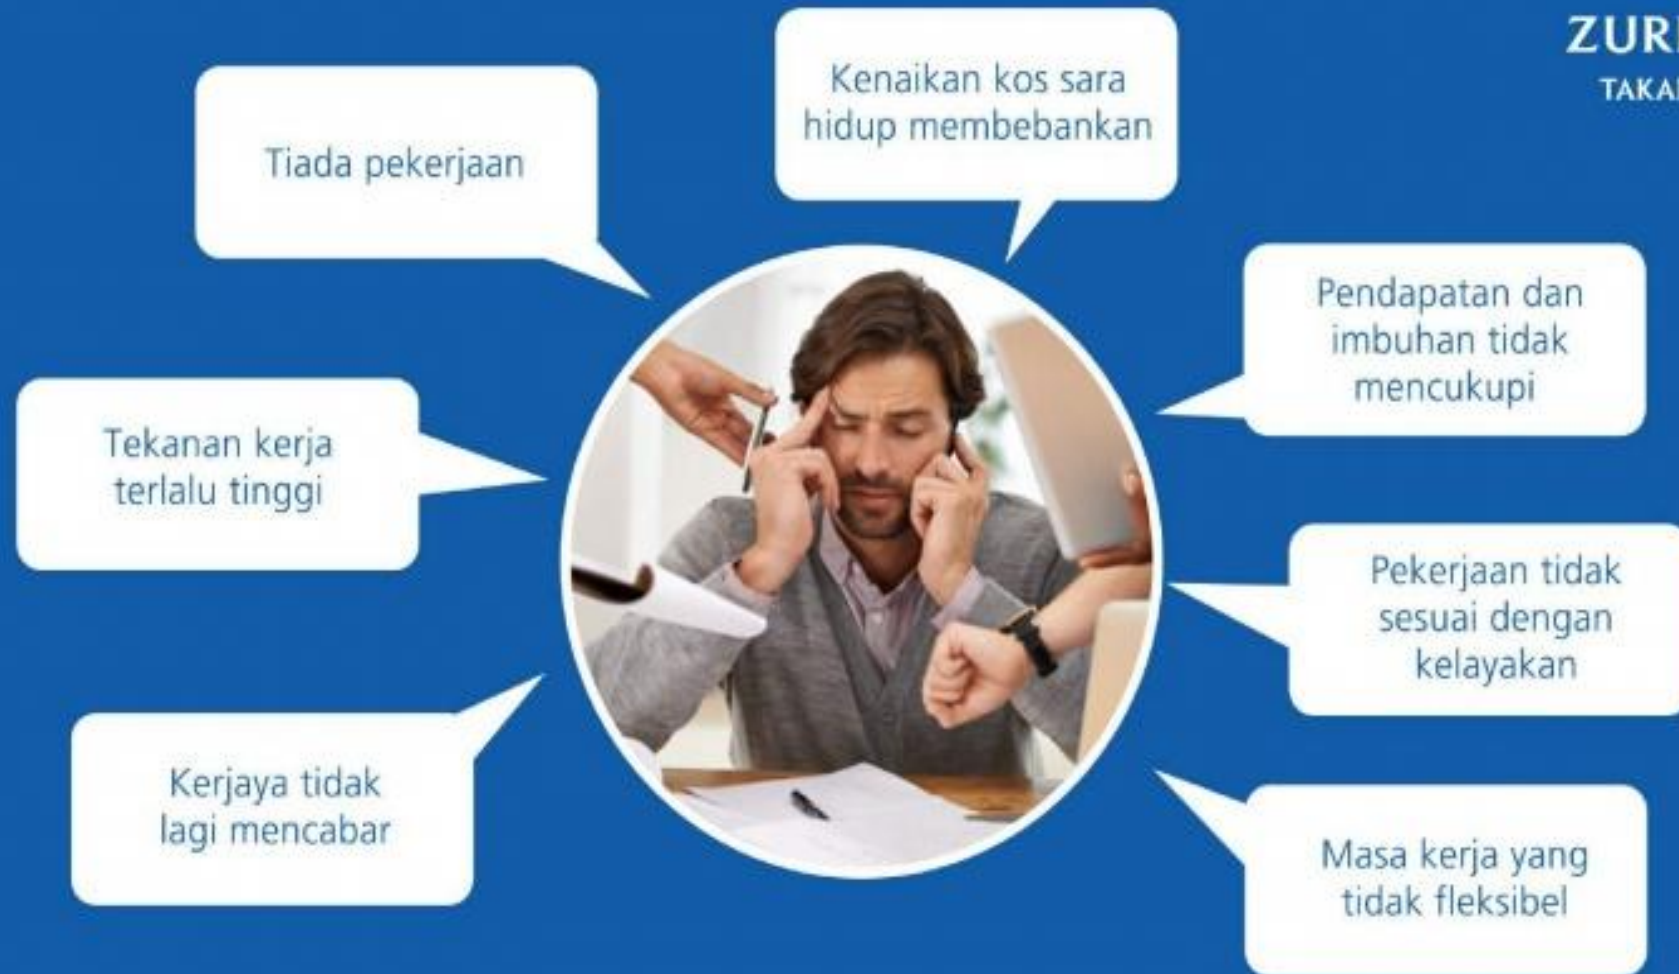 Tiada pekerjaan
Kenaikan kos sara
hidup membebankan
Pendapatan dan
imbuhan tidak
mencukupi
Tekanan kerja
terlalu tinggi
Pekerjaan tidak
sesuai dengan
kelayakan
Kerjaya tidak
lagi mencabar
Masa kerja yang
tidak fleksibel